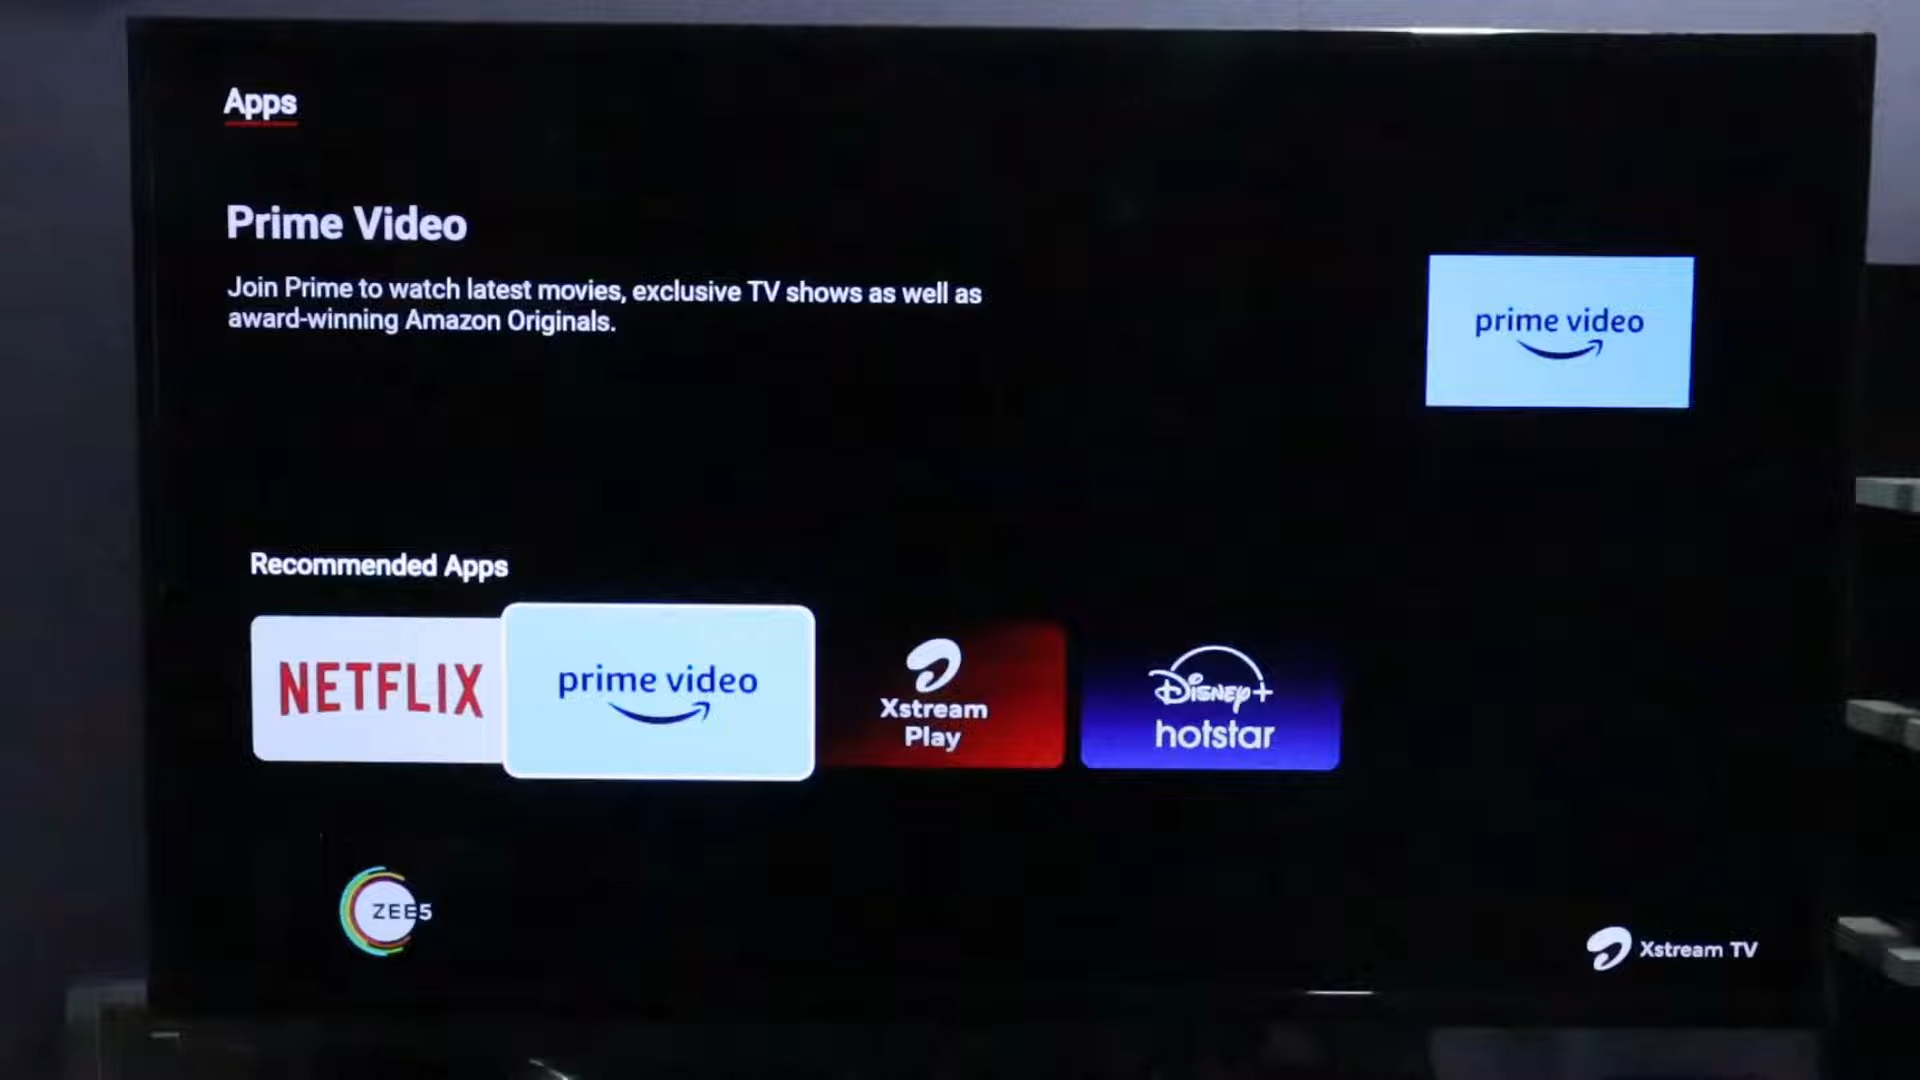 Apps
Prime Video
Join Prime to watch latest movies, exclusive TV shows as well as
award-winning Amazon Originals.
prime video
Recommended Apps
NETFLIX
prime video
Xstream
Play
Disney+
hotstar
ZEE5
Xstream TV